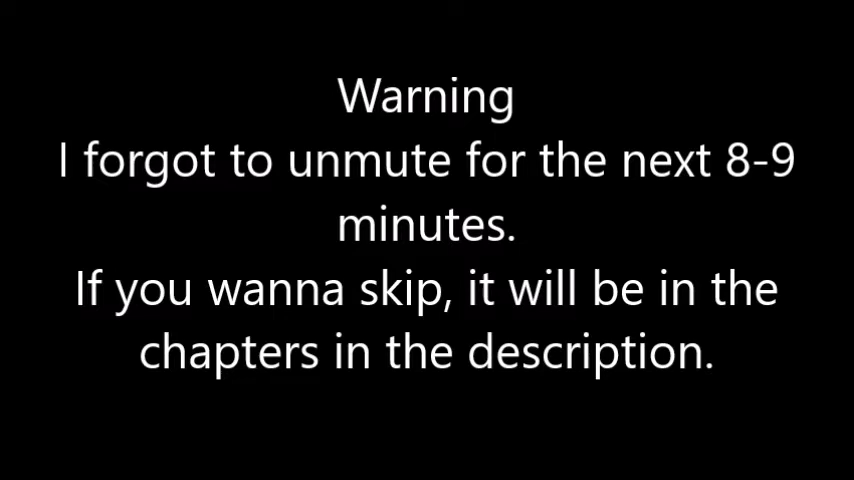 Warning
I forgot to unmute for the next 8-9
minutes.
If you wanna skip, it will be in the
chapters in the description.